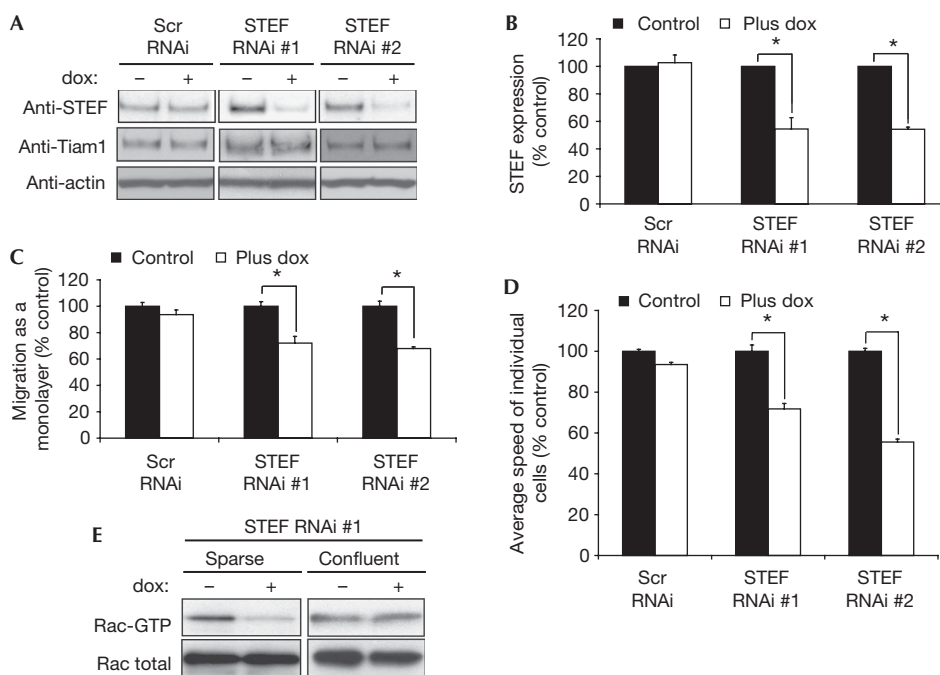 A
Scr RNAi
STEF RNAi #1
STEF RNAi #2
dox: – + – + – +
Anti-STEF
Anti-Tiam1
Anti-actin
B
Control Plus dox
STEF expression
(% control)
120
100
80
60
40
20
0
* *
Scr RNAi
STEF RNAi #1
STEF RNAi #2
C
Control Plus dox
Migration as a
monolayer (% control)
120
100
80
60
40
20
0
* *
Scr RNAi
STEF RNAi #1
STEF RNAi #2
D
Control Plus dox
Average speed of individual
cells (% control)
120
100
80
60
40
20
0
* *
Scr RNAi
STEF RNAi #1
STEF RNAi #2
E
STEF RNAi #1
Sparse Confluent
dox: – + – +
Rac-GTP
Rac total